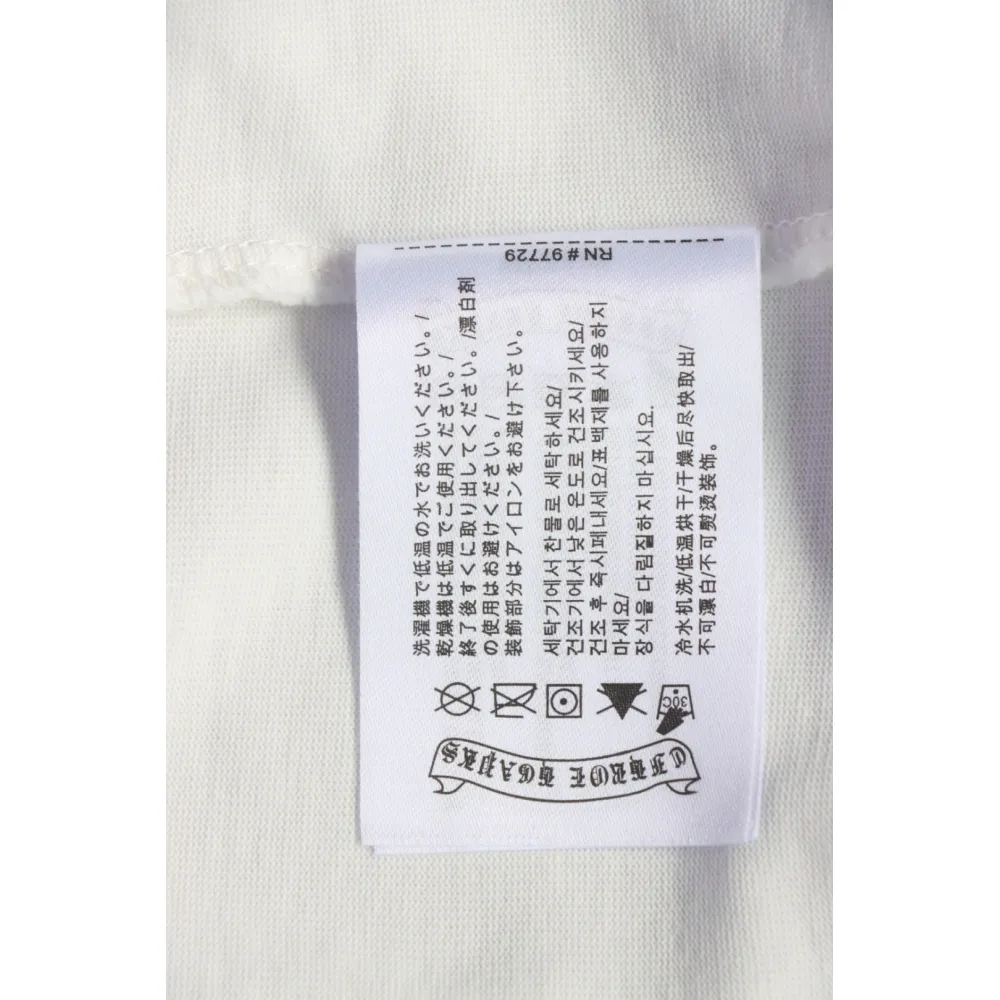 RN # 97729
洗濯機で低温の水でお洗いください。/
乾燥機は低温でご使用ください。/
終了後すぐに取り出してください。/漂白剤
の使用はお避けください。/
装飾部分はアイロンをお避け下さい。
세탁기에서 찬물로 세탁하세요/
건조기에서 낮은 온도로 건조시키세요/
건조 후 즉시페내세요/표백제를 사용하지
마세요/
장식을 다림질하지 마십시요.
冷水机洗/低温烘干/干燥后尽快取出/
不可漂白/不可熨烫装饰。
30C